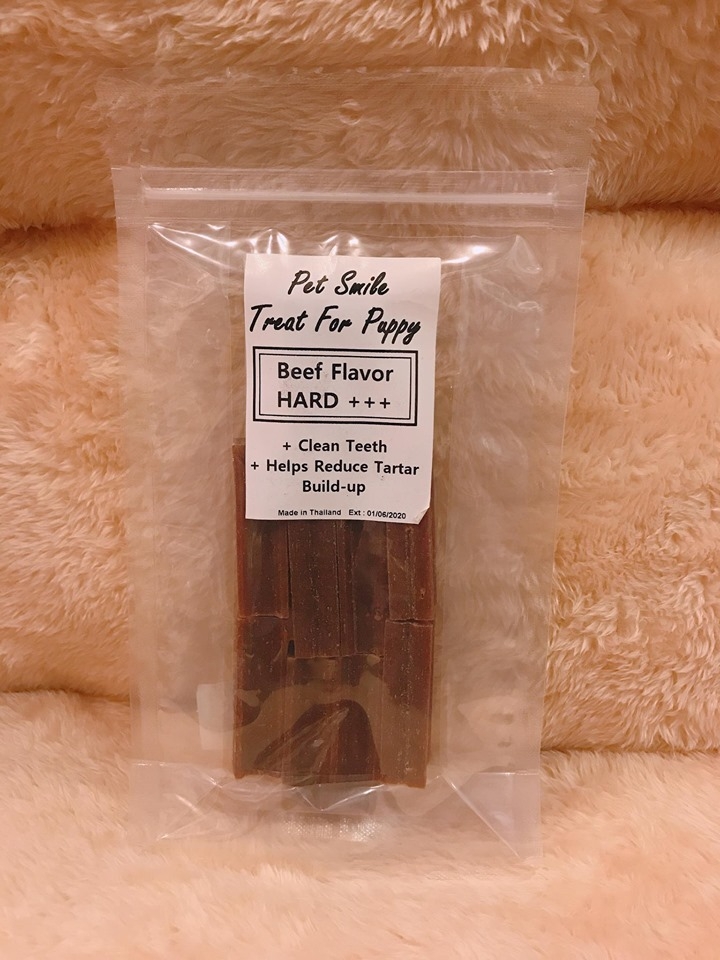 Pet Smile
Treat For Puppy
Beef Flavor
HARD +++
+ Clean Teeth
+ Helps Reduce Tartar
Build-up
Made in Thailand Ext : 01/06/2020